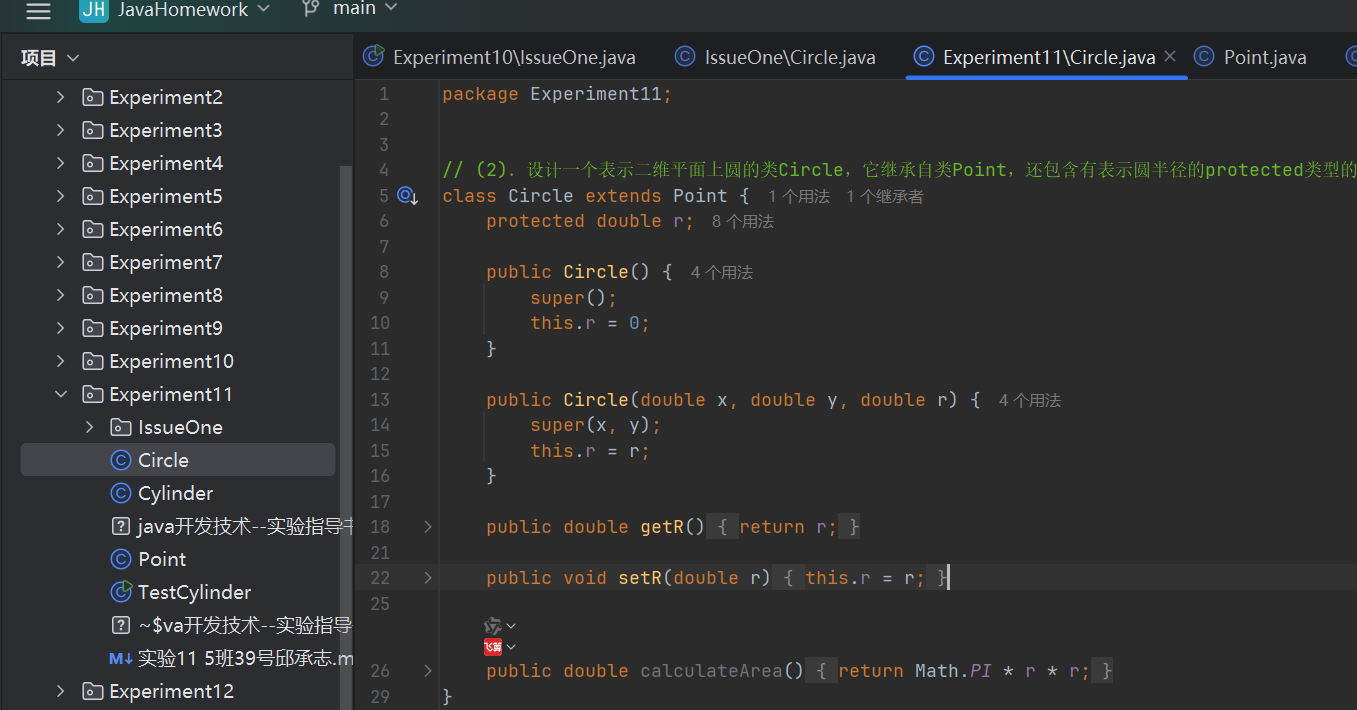 JH JavaHomework main
项目
Experiment2
Experiment3
Experiment4
Experiment5
Experiment6
Experiment7
Experiment8
Experiment9
Experiment10
Experiment11
IssueOne
Circle
Cylinder
java开发技术--实验指导书
Point
TestCylinder
~$va开发技术--实验指导
M↓ 实验11 5班39号邱承志.m
Experiment12
Experiment10\IssueOne.java IssueOne\Circle.java Experiment11\Circle.java Point.java
1 package Experiment11;
2
3
4 // (2). 设计一个表示二维平面上圆的类Circle，它继承自类Point，还包含有表示圆半径的protected类型的
5 class Circle extends Point { 1 个用法 1 个继承者
6 protected double r; 8 个用法
7
8 public Circle() { 4 个用法
9 super();
10 this.r = 0;
11 }
12
13 public Circle(double x, double y, double r) { 4 个用法
14 super(x, y);
15 this.r = r;
16 }
17
18 public double getR() { return r; }
21
22 public void setR(double r) { this.r = r; }
25
26 public double calculateArea() { return Math.PI * r * r; }
29 }